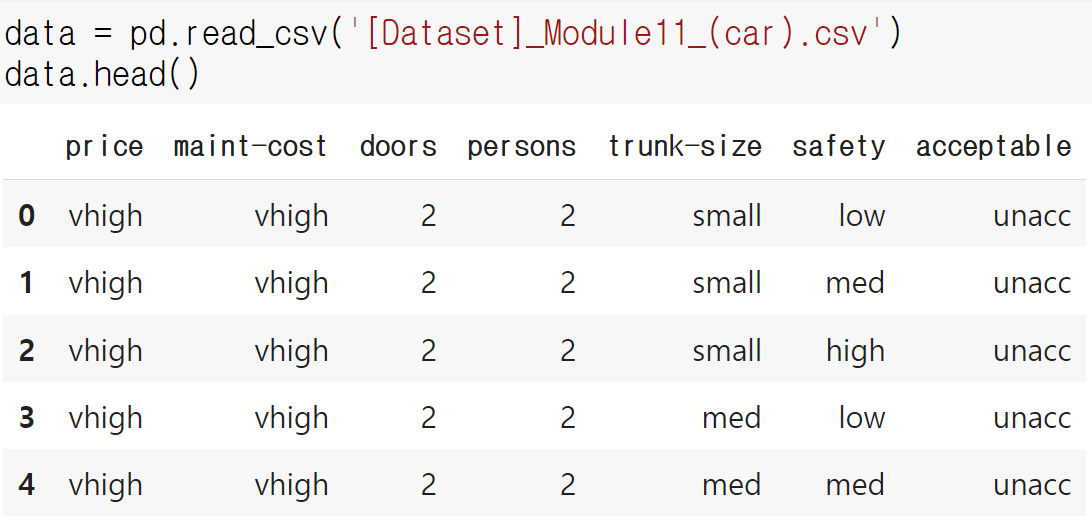 data = pd.read_csv('[Dataset]_Module11_(car).csv')
data.head()
price maint-cost doors persons trunk-size safety acceptable
0 vhigh vhigh 2 2 small low unacc
1 vhigh vhigh 2 2 small med unacc
2 vhigh vhigh 2 2 small high unacc
3 vhigh vhigh 2 2 med low unacc
4 vhigh vhigh 2 2 med med unacc